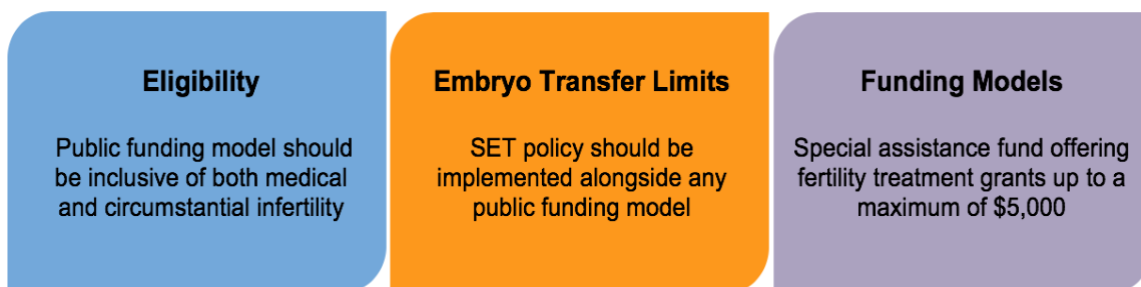 Eligibility
Public funding model should
be inclusive of both medical
and circumstantial infertility
Embryo Transfer Limits
SET policy should be
implemented alongside any
public funding model
Funding Models
Special assistance fund offering
fertility treatment grants up to a
maximum of $5,000